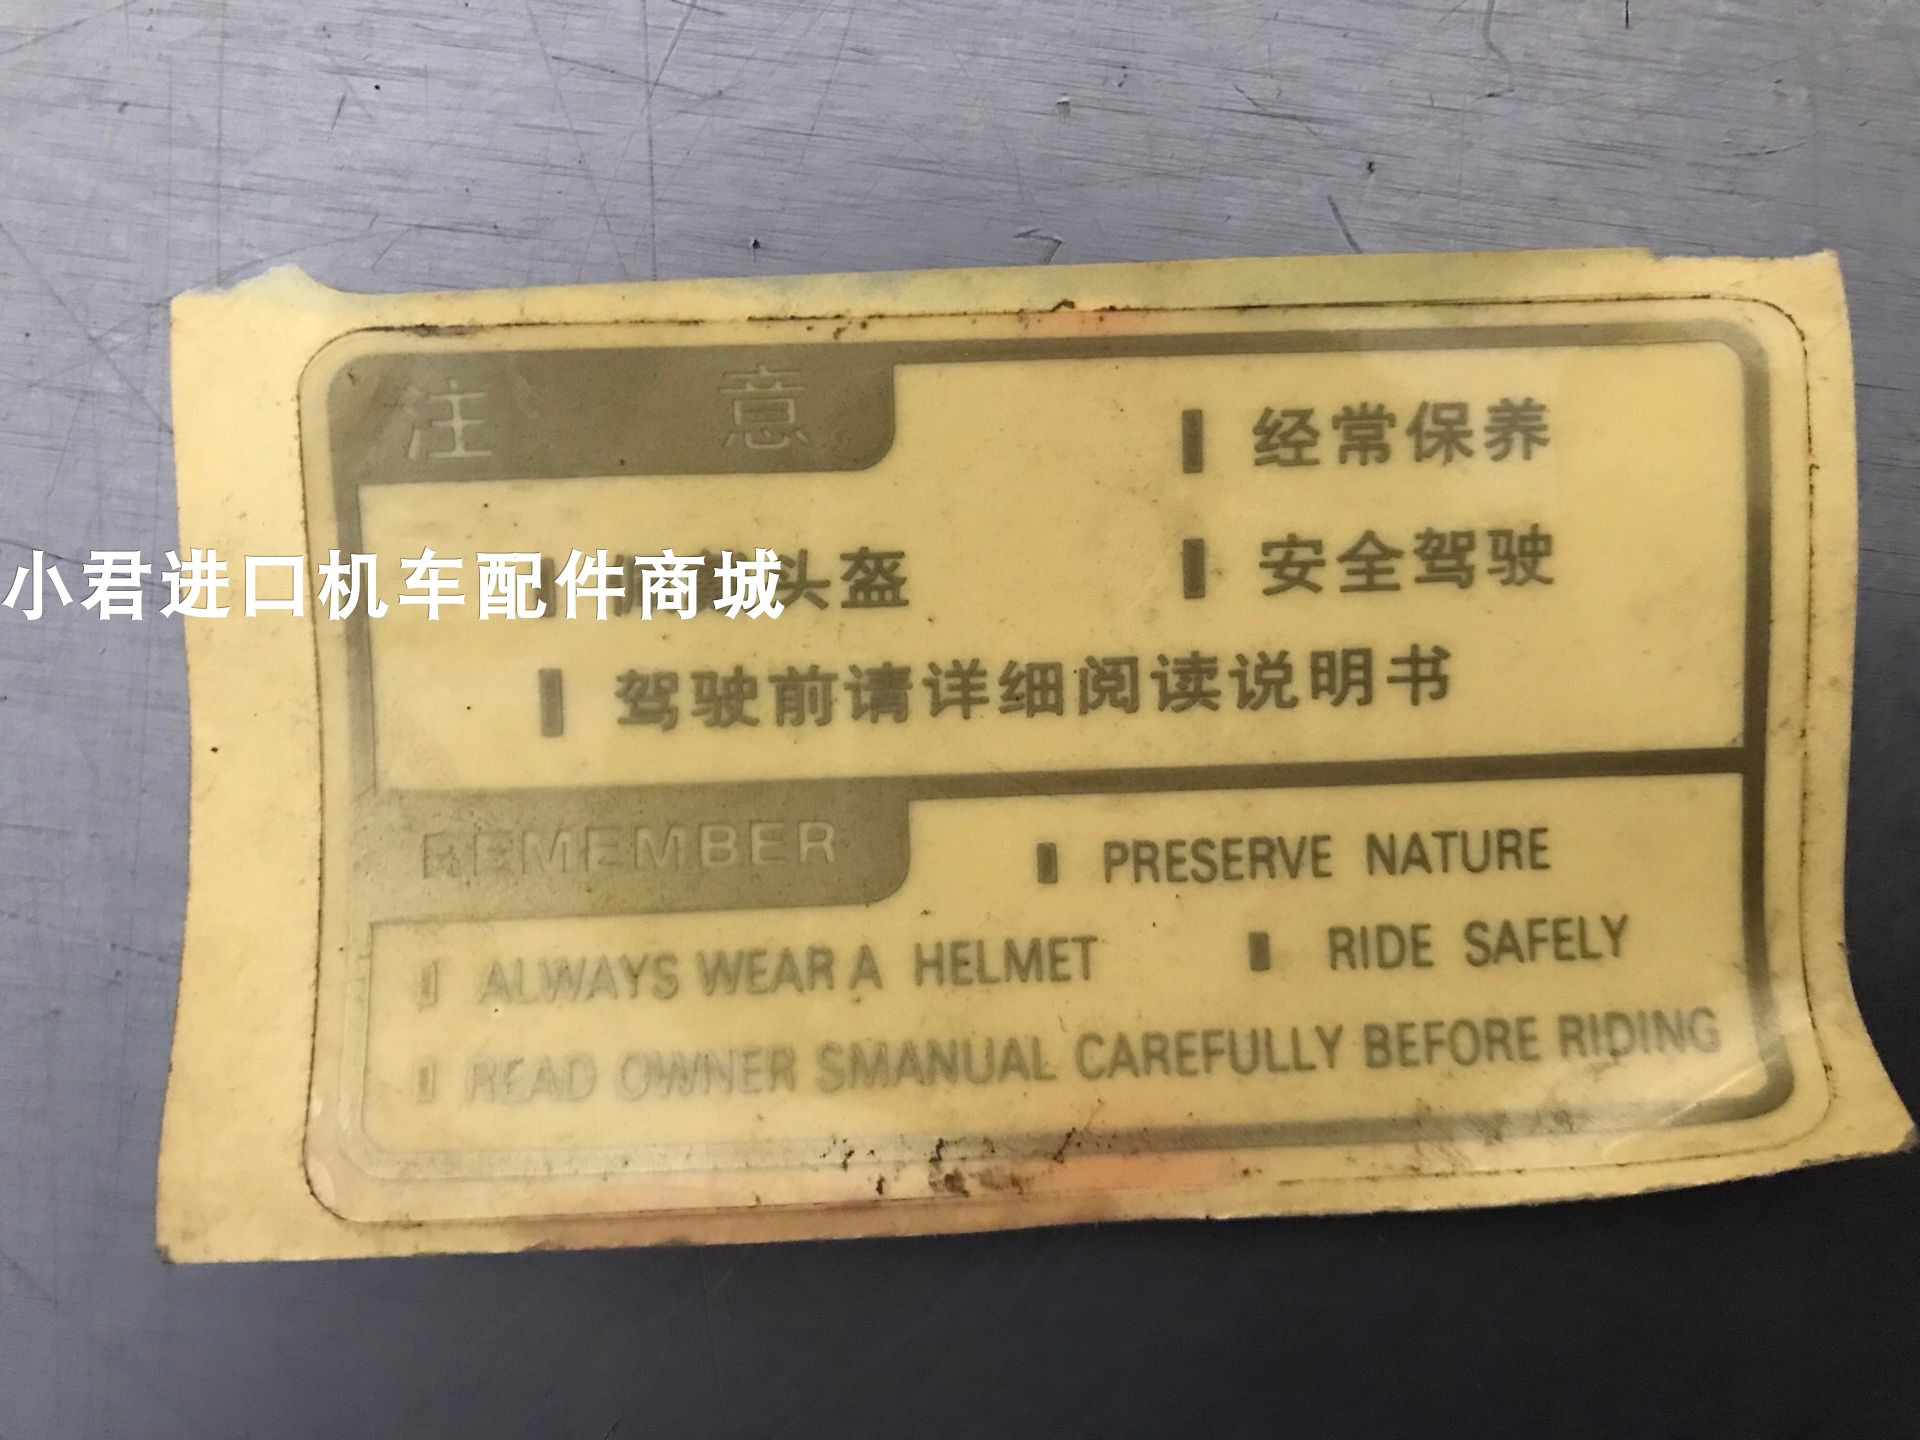 注 意
经常保养
头盔
安全驾驶
小君进口机车配件商城
驾驶前请详细阅读说明书
REMEMBER
PRESERVE NATURE
ALWAYS WEAR A HELMET
RIDE SAFELY
READ OWNER SMANUAL CAREFULLY BEFORE RIDING